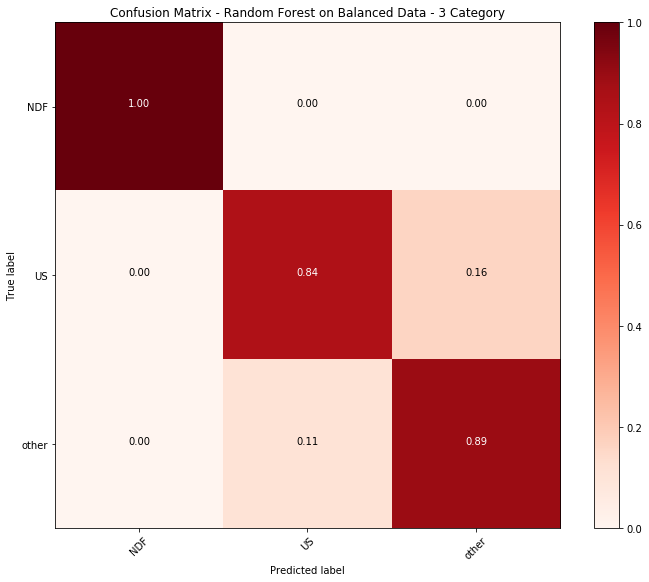 Confusion Matrix - Random Forest on Balanced Data - 3 Category
True label
NDF
1.00 0.00 0.00
US
0.00 0.84 0.16
other
0.00 0.11 0.89
NDF US other
Predicted label
1.0
0.8
0.6
0.4
0.2
0.0